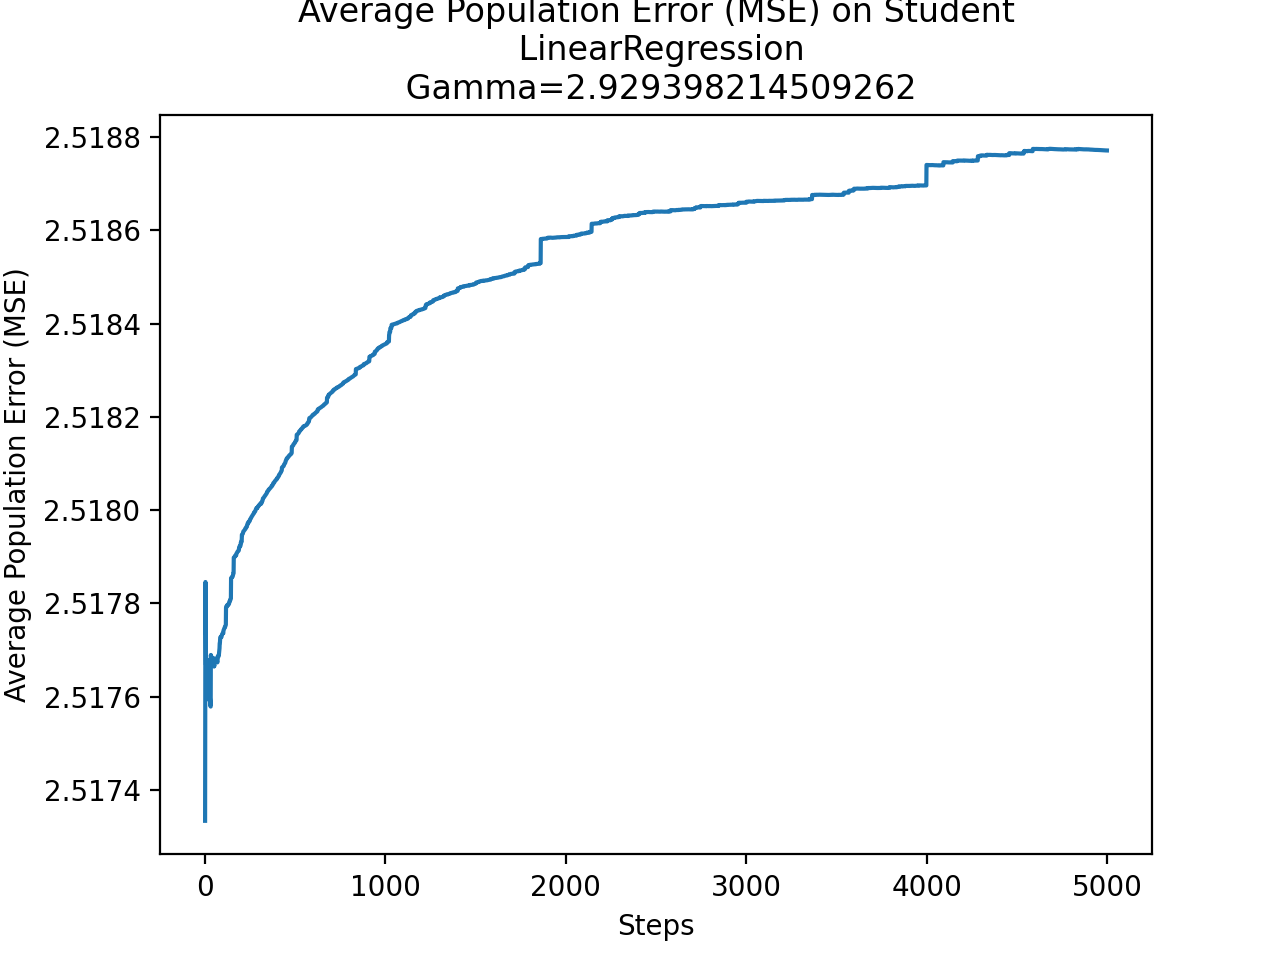 Average Population Error (MSE) on Student
LinearRegression
Gamma=2.929398214509262
2.5188
2.5186
2.5184
2.5182
2.5180
2.5178
2.5176
2.5174
Average Population Error (MSE)
0 1000 2000 3000 4000 5000
Steps